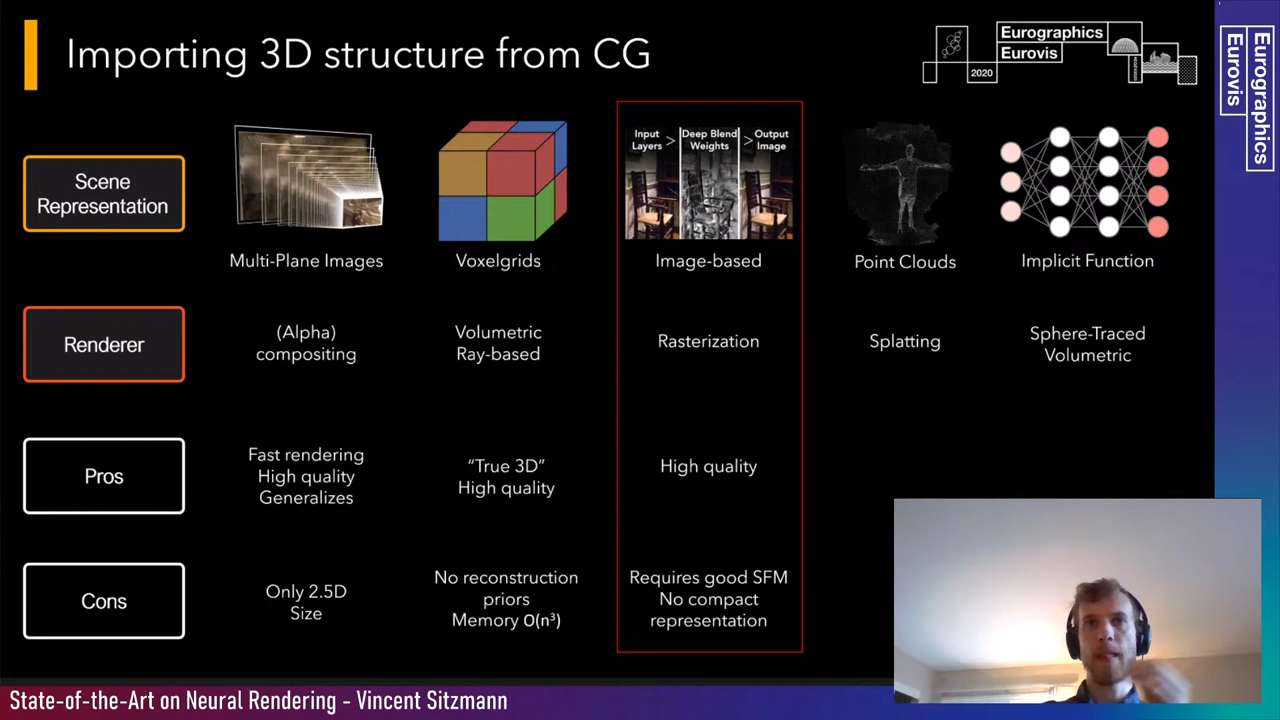 Importing 3D structure from CG
Eurographics
Eurovis
2020
Eurovis
Eurographics
Scene
Representation
Input
Layers
>
Deep Blend
Weights
>
Output
Image
Multi-Plane Images
Voxelgrids
Image-based
Point Clouds
Implicit Function
Renderer
(Alpha)
compositing
Volumetric
Ray-based
Rasterization
Splatting
Sphere-Traced
Volumetric
Pros
Fast rendering
High quality
Generalizes
“True 3D”
High quality
High quality
Cons
Only 2.5D
Size
No reconstruction
priors
Memory O(n³)
Requires good SFM
No compact
representation
State-of-the-Art on Neural Rendering - Vincent Sitzmann